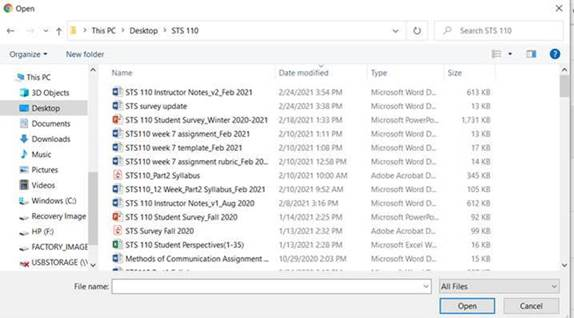 Open
This PC > Desktop > STS 110
Search STS 110
Organize
New folder
This PC
3D Objects
Desktop
Documents
Downloads
Music
Pictures
Videos
Windows (C:)
Recovery Image
HP (F:)
FACTORY_IMAGE
USBSTORAGE
Name Date modified Type Size
STS 110 Instructor Notes_v2_Feb 2021 2/24/2021 3:54 PM Microsoft Word D... 613 KB
STS survey update 2/24/2021 3:38 PM Microsoft Word D... 13 KB
STS 110 Student Survey_Winter 2020-2021 2/18/2021 1:33 PM Microsoft PowerPo... 1,731 KB
STS110 week 7 assignment_Feb 2021 2/10/2021 1:11 PM Microsoft Word D... 13 KB
STS110 week 7 template_Feb 2021 2/10/2021 1:08 PM Microsoft Word D... 17 KB
STS110 week 7 assignment rubric_Feb 20... 2/10/2021 12:58 PM Microsoft Word D... 14 KB
STS110_Part2 Syllabus 2/10/2021 10:00 AM Adobe Acrobat D... 345 KB
STS110_12 Week_Part2 Syllabus_Feb 2021 2/10/2021 9:52 AM Microsoft Word D... 105 KB
STS 110 Instructor Notes_v1_Aug 2020 2/8/2021 3:16 PM Microsoft Word D... 612 KB
STS 110 Student Survey_Fall 2020 1/14/2021 2:25 PM Microsoft PowerPo... 92 KB
STS Survey Fall 2020 1/13/2021 2:32 PM Adobe Acrobat D... 99 KB
STS 110 Student Perspectives(1-35) 1/13/2021 2:28 PM Microsoft Excel W... 16 KB
Methods of Communication Assignment ... 10/29/2020 2:03 PM Microsoft Word D... 14 KB
File name:
All Files
Open
Cancel